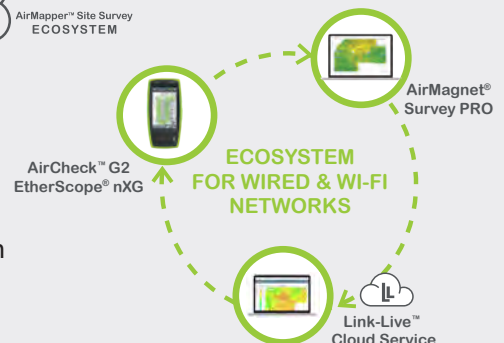 AirMapper™ Site Survey
ECOSYSTEM
AirMagnet®
Survey PRO
AirCheck™ G2
EtherScope® nXG
ECOSYSTEM
FOR WIRED & WI-FI
NETWORKS
Link-Live™
Cloud Service